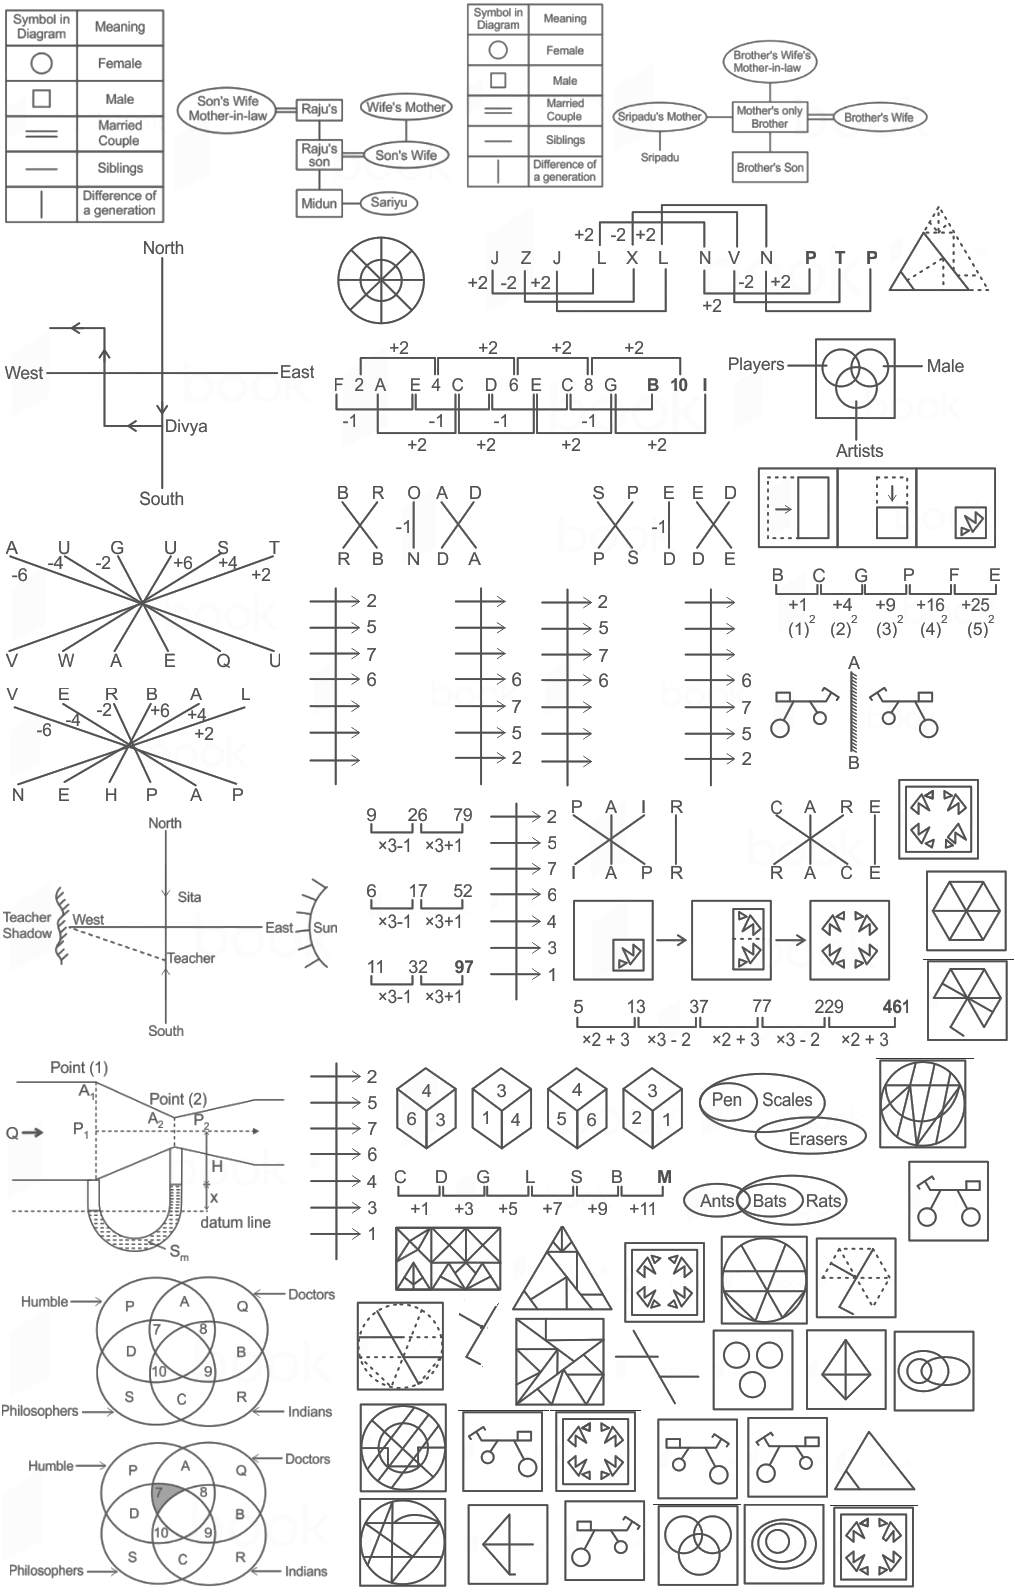 Symbol in
Diagram
Meaning
Female
Male
Married
Couple
Siblings
Difference of
a generation
Son's Wife
Mother-in-law
Raju's
Wife's Mother
Raju's
son
Son's Wife
Midun
Sariyu
Symbol in
Diagram
Meaning
Female
Male
Married
Couple
Siblings
Difference of
a generation
Brother's Wife's
Mother-in-law
Sripadu's Mother
Mother's only
Brother
Brother's Wife
Sripadu
Brother's Son
North
West
East
Divya
South
+2 -2 +2
J Z J L X L N V N P T P
+2 -2 +2 -2 +2
+2
+2 +2 +2 +2
F 2 A E 4 C D 6 E C 8 G B 10 I
-1 -1 -1 -1
+2 +2 +2 +2
Players
Male
Artists
B R O A D
-1
R B N D A
S P E E D
-1
P S D D E
A U G U S T
-6 -4 -2 +6 +4 +2
V W A E Q U
V E R B A L
-6 -4 -2 +6 +4 +2
N E H P A P
2
5
7
6
6
7
5
2
2
5
7
6
6
7
5
2
B C G P F E
+1 +4 +9 +16 +25
(1)² (2)² (3)² (4)² (5)²
A
B
North
Sita
Teacher
Shadow
West
East
Sun
Teacher
South
9 26 79
×3-1 ×3+1
6 17 52
×3-1 ×3+1
11 32 97
×3-1 ×3+1
2
5
7
6
4
3
1
P A I R
I A P R
C A R E
R A C E
5 13 37 77 229 461
×2 + 3 ×3 - 2 ×2 + 3 ×3 - 2 ×2 + 3
Point (1)
A₁
Point (2)
A₂ P₂
Q
P₁
H
x
datum line
Sₘ
2
5
7
6
4
3
1
4
6 3
3
1 4
4
5 6
3
2 1
Pen
Scales
Erasers
C D G L S B M
+1 +3 +5 +7 +9 +11
Ants Bats Rats
Humble
Doctors
P A Q
7 8
D B
10 9
S C R
Philosophers
Indians
Humble
Doctors
P A Q
7 8
D B
10 9
S C R
Philosophers
Indians